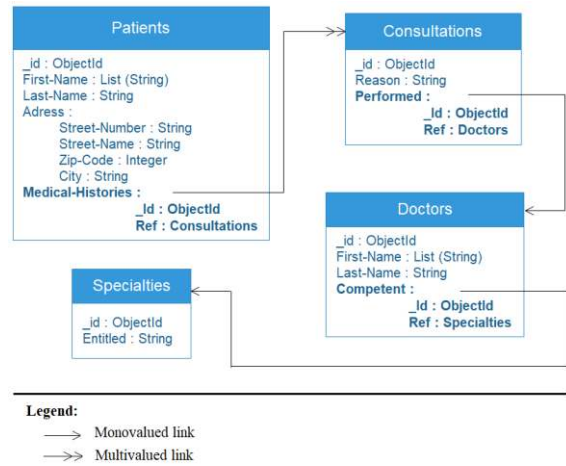 Patients
_id : ObjectId
First-Name : List (String)
Last-Name : String
Adress :
Street-Number : String
Street-Name : String
Zip-Code : Integer
City : String
Medical-Histories :
_Id : ObjectId
Ref : Consultations
Consultations
_id : ObjectId
Reason : String
Performed :
_Id : ObjectId
Ref : Doctors
Doctors
_id : ObjectId
First-Name : List (String)
Last-Name : String
Competent :
_Id : ObjectId
Ref : Specialties
Specialties
_id : ObjectId
Entitled : String
Legend:
Monovalued link
Multivalued link